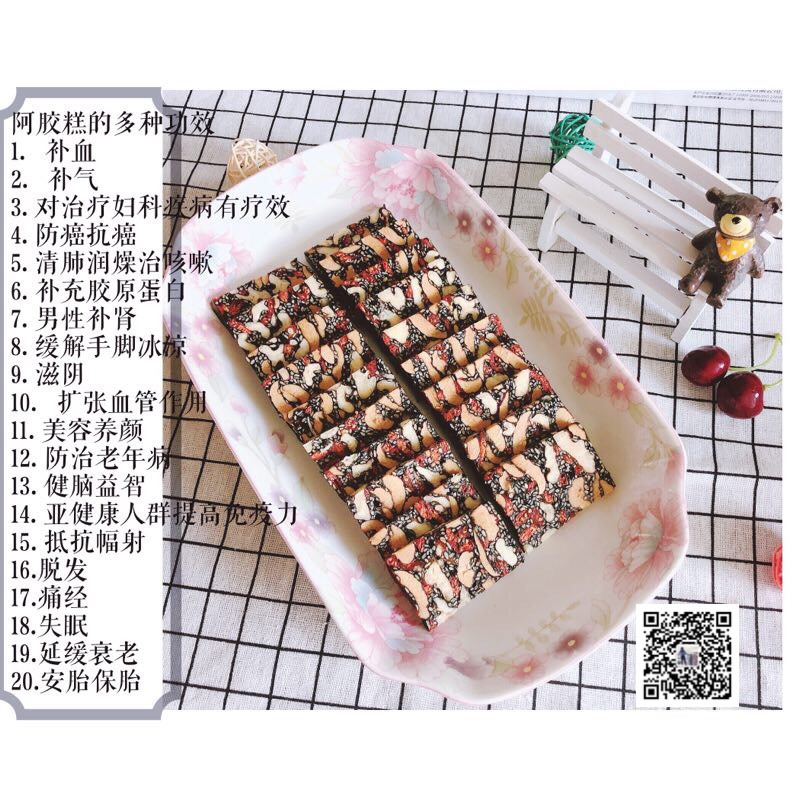 阿胶糕的多种功效
1. 补血
2. 补气
3.对治疗妇科疾病有疗效
4.防癌抗癌
5.清肺润燥治咳嗽
6.补充胶原蛋白
7.男性补肾
8.缓解手脚冰凉
9.滋阴
10. 扩张血管作用
11.美容养颜
12.防治老年病
13.健脑益智
14.亚健康人群提高免疫力
15.抵抗幅射
16.脱发
17.痛经
18.失眠
19.延缓衰老
20.安胎保胎